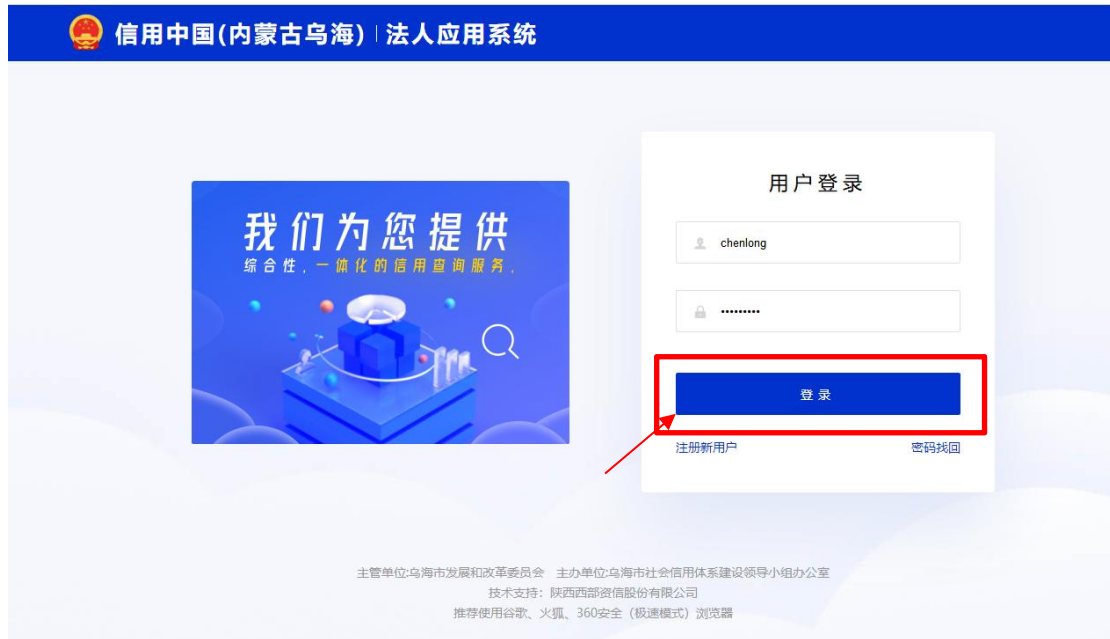 信用中国(内蒙古乌海) | 法人应用系统
我们为您提供
综合性,一体化的信用查询服务.
用户登录
chenlong
•••••••••
登 录
注册新用户 密码找回
主管单位:乌海市发展和改革委员会 主办单位:乌海市社会信用体系建设领导小组办公室
技术支持：陕西西部资信股份有限公司
推荐使用谷歌、火狐、360安全（极速模式）浏览器